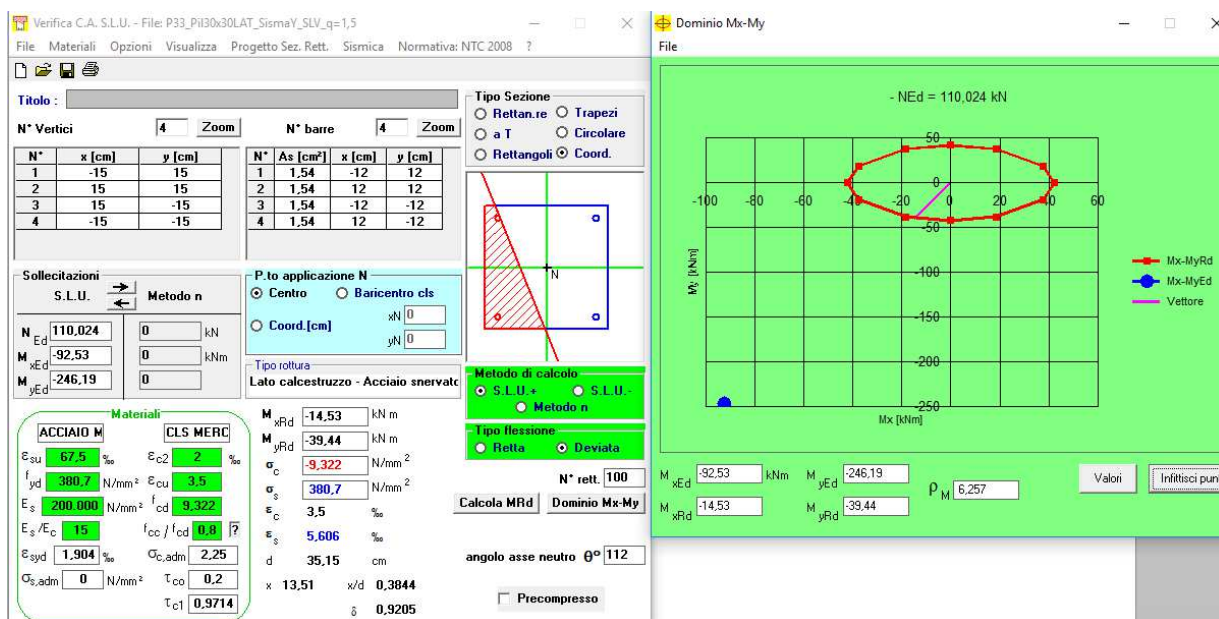 Verifica C.A. S.L.U. - File: P33_Pil30x30LAT_SismaY_SLV_q=1,5
File Materiali Opzioni Visualizza Progetto Sez. Rett. Sismica Normativa: NTC 2008 ?
Titolo :
N° Vertici 4 Zoom N° barre 4 Zoom
N° x [cm] y [cm]
1 -15 15
2 15 15
3 15 -15
4 -15 -15
N° As [cm²] x [cm] y [cm]
1 1,54 -12 12
2 1,54 12 12
3 1,54 -12 -12
4 1,54 12 -12
Tipo Sezione
Rettan.re Trapezi
a T Circolare
Rettangoli Coord.
N
Sollecitazioni
S.L.U. Metodo n
N Ed 110,024 0 kN
M xEd -92,53 0 kNm
M yEd -246,19 0
P.to applicazione N
Centro Baricentro cls
Coord.[cm] xN 0
yN 0
Tipo rottura
Lato calcestruzzo - Acciaio snervato
Metodo di calcolo
S.L.U.+ S.L.U.-
Metodo n
Tipo flessione
Retta Deviata
N° rett. 100
Calcola MRd Dominio Mx-My
angolo asse neutro θ° 112
Precompresso
Materiali
ACCIAIO M CLS MERC
εsu 67,5 ‰ εc2 2 ‰
fyd 380,7 N/mm² εcu 3,5
Es 200.000 N/mm² fcd 9,322
Es/Ec 15 fcc / fcd 0,8 ?
εsyd 1,904 ‰ σc,adm 2,25
σs,adm 0 N/mm² τco 0,2
τc1 0,9714
M xRd -14,53 kN m
M yRd -39,44 kN m
σc -9,322 N/mm²
σs 380,7 N/mm²
εc 3,5 ‰
εs 5,606 ‰
d 35,15 cm
x 13,51 x/d 0,3844
δ 0,9205
Dominio Mx-My
File
- NEd = 110,024 kN
50
0
-100 -80 -60 -40 -20 0 20 40 60
-50
-100
-150
-200
-250
My [kNm]
Mx [kNm]
Mx-MyRd
Mx-MyEd
Vettore
M xEd -92,53 kNm M yEd -246,19
M xRd -14,53 M yRd -39,44
ρM 6,257
Valori Infittisci pun